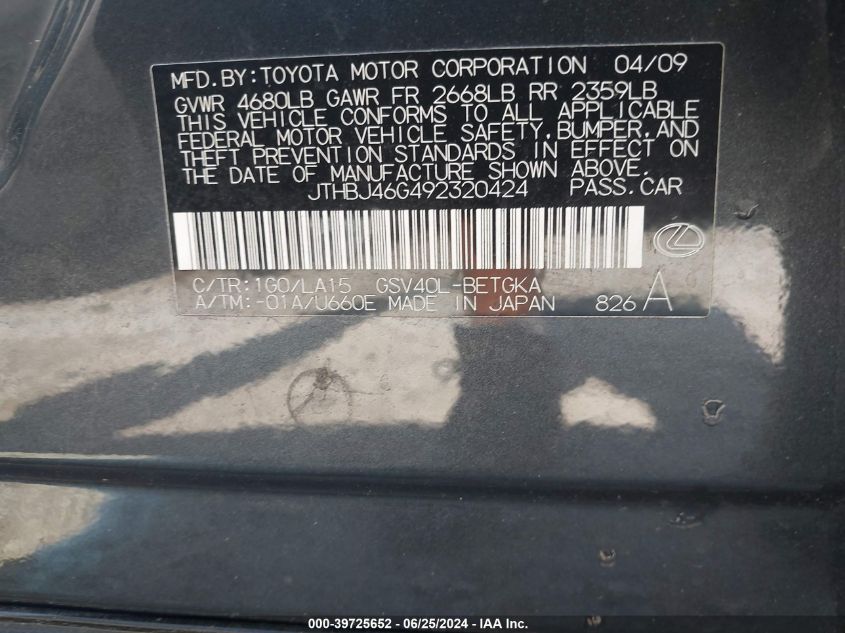 MFD. BY: TOYOTA MOTOR CORPORATION 04/09
GVWR 4680LB GAWR FR 2668LB RR 2359LB
THIS VEHICLE CONFORMS TO ALL APPLICABLE
FEDERAL MOTOR VEHICLE SAFETY, BUMPER, AND
THEFT PREVENTION STANDARDS IN EFFECT ON
THE DATE OF MANUFACTURE SHOWN ABOVE.
JTHBJ46G492320424 PASS. CAR
C/TR: 1G0/LA15 GSV40L-BETGKA
A/TM: -01A/U660E MADE IN JAPAN 826 A
000-39725652 - 06/25/2024 - IAA Inc.